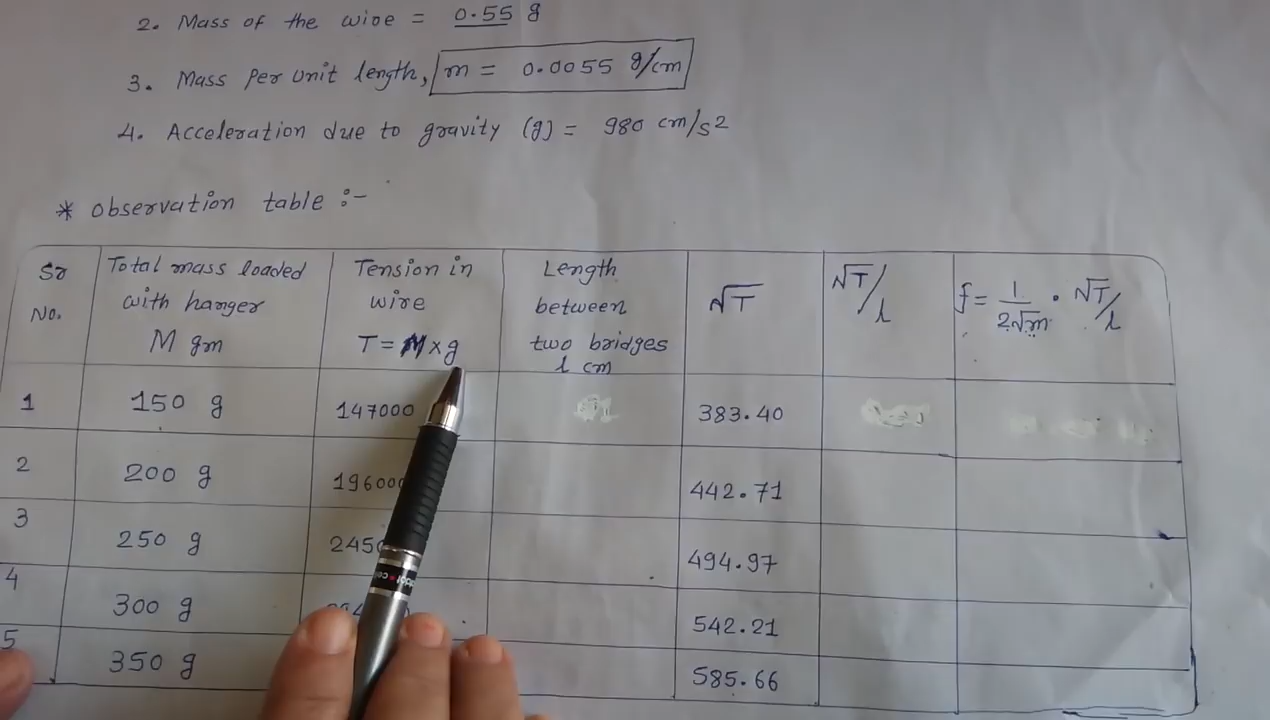 2. Mass of the wire = 0.55 g
3. Mass per unit length, m = 0.0055 g/cm
4. Acceleration due to gravity (g) = 980 cm/s2
* Observation table :-
Sr No. | Total mass loaded with hanger M gm | Tension in wire T = M x g | Length between two bridges l cm | √T | √T/l | f = 1/2√m · √T/l
1 | 150 g | 147000 | | 383.40
2 | 200 g | 19600 | | 442.71
3 | 250 g | 245 | | 494.97
4 | 300 g | | | 542.21
5 | 350 g | | | 585.66